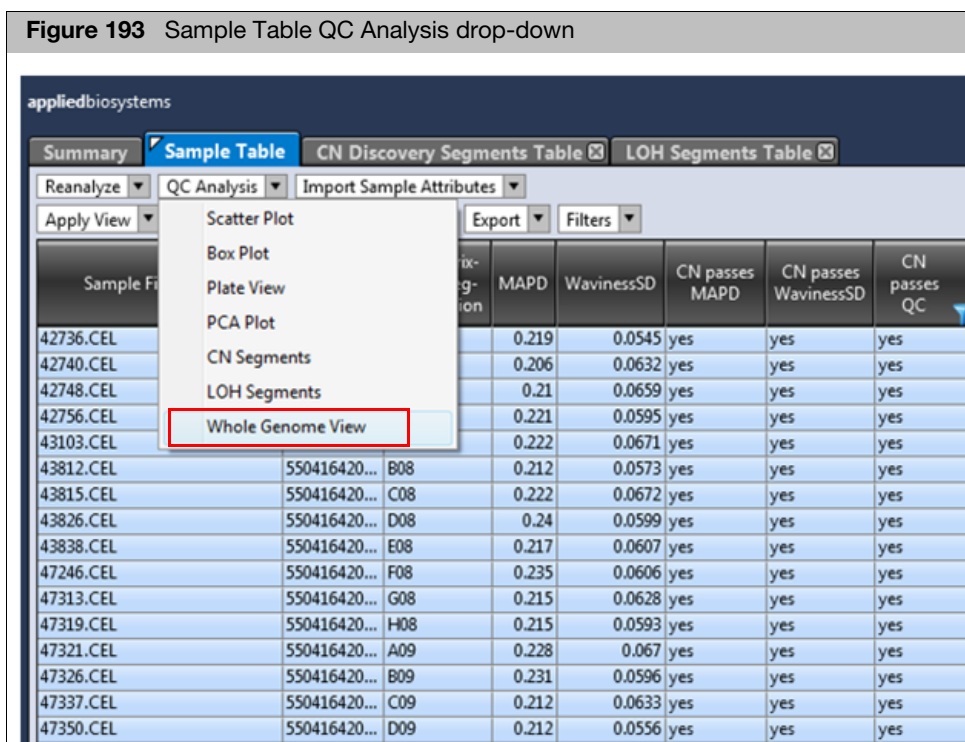 Figure 193 Sample Table QC Analysis drop-down
appliedbiosystems
Summary Sample Table CN Discovery Segments Table LOH Segments Table
Reanalyze QC Analysis Import Sample Attributes
Apply View Export Filters
Scatter Plot
Box Plot
Plate View
PCA Plot
CN Segments
LOH Segments
Whole Genome View
Sample Fi ix- g- ion MAPD WavinessSD CN passes MAPD CN passes WavinessSD CN passes QC
42736.CEL 0.219 0.0545 yes yes yes
42740.CEL 0.206 0.0632 yes yes yes
42748.CEL 0.21 0.0659 yes yes yes
42756.CEL 0.221 0.0595 yes yes yes
43103.CEL 0.222 0.0671 yes yes yes
43812.CEL 550416420... B08 0.212 0.0573 yes yes yes
43815.CEL 550416420... C08 0.222 0.0672 yes yes yes
43826.CEL 550416420... D08 0.24 0.0599 yes yes yes
43838.CEL 550416420... E08 0.217 0.0607 yes yes yes
47246.CEL 550416420... F08 0.235 0.0606 yes yes yes
47313.CEL 550416420... G08 0.215 0.0628 yes yes yes
47319.CEL 550416420... H08 0.215 0.0593 yes yes yes
47321.CEL 550416420... A09 0.228 0.067 yes yes yes
47326.CEL 550416420... B09 0.231 0.0596 yes yes yes
47337.CEL 550416420... C09 0.212 0.0633 yes yes yes
47350.CEL 550416420... D09 0.212 0.0556 yes yes yes